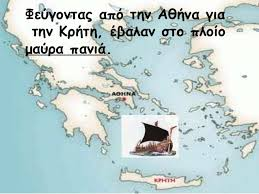 Φεύγοντας από την Αθήνα για
την Κρήτη, έβαλαν στο πλοίο
μαύρα πανιά.
ΑΘΗΝΑ
ΚΡΗΤΗ